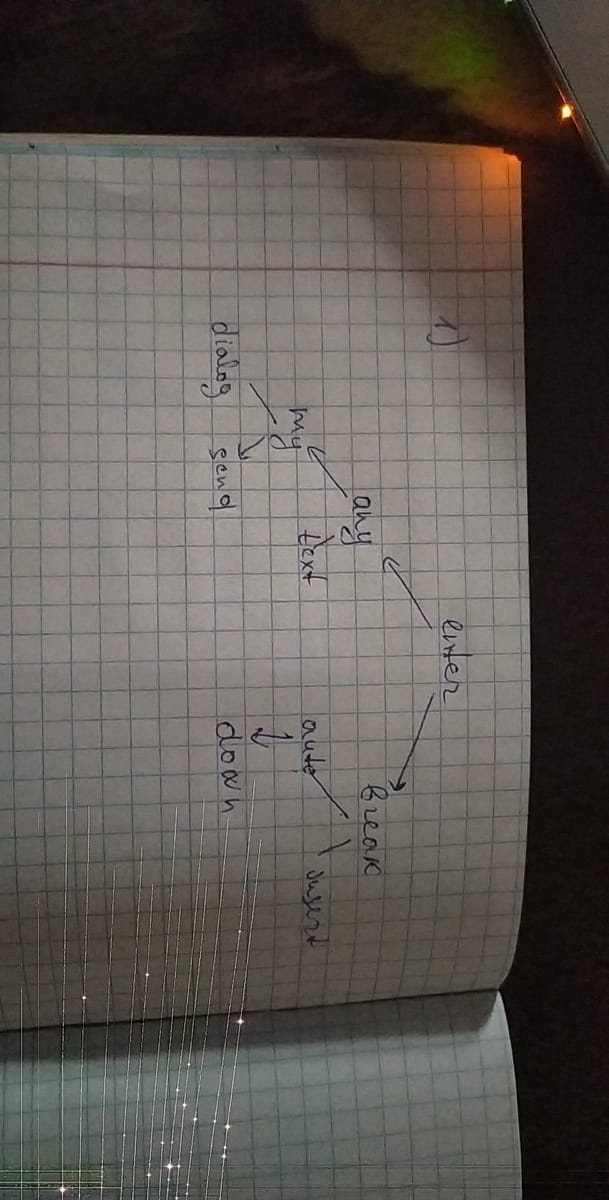 1)
enter
any break
my text auto insert
dialog send down